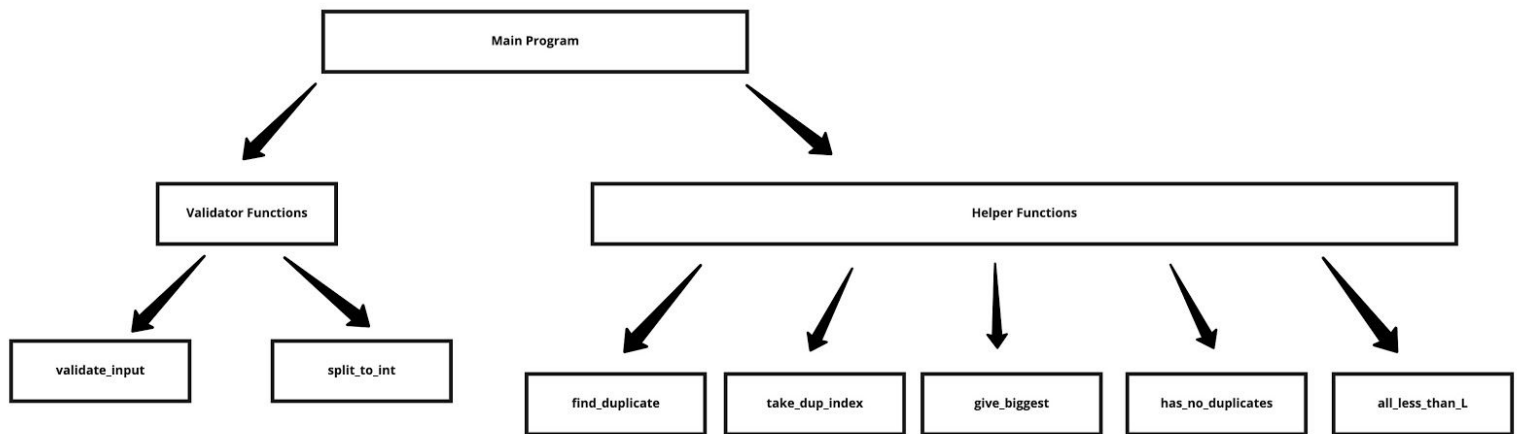 Main Program
Validator Functions
Helper Functions
validate_input
split_to_int
find_duplicate
take_dup_index
give_biggest
has_no_duplicates
all_less_than_L